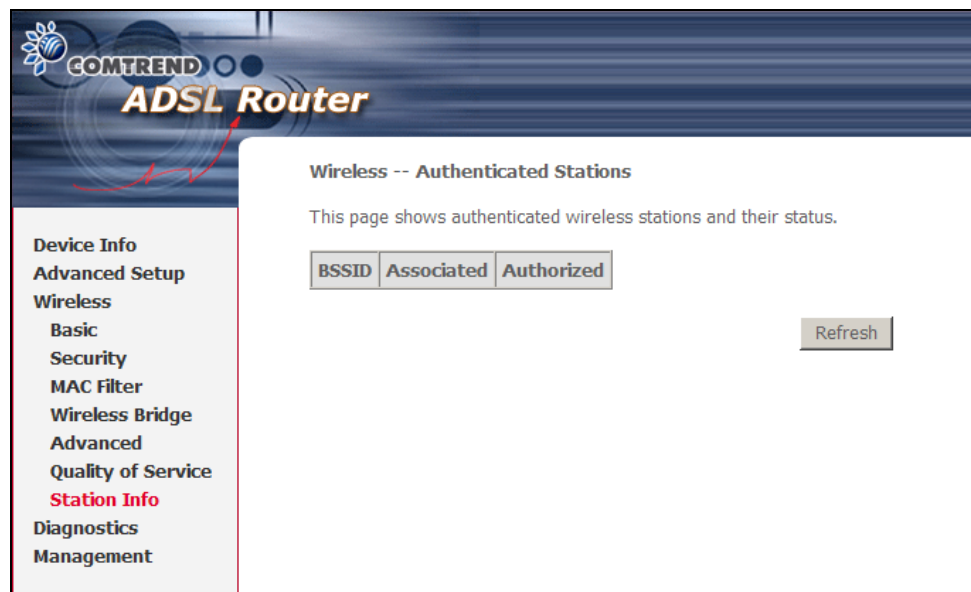 COMTREND
ADSL Router
Wireless -- Authenticated Stations
This page shows authenticated wireless stations and their status.
BSSID Associated Authorized
Refresh
Device Info
Advanced Setup
Wireless
Basic
Security
MAC Filter
Wireless Bridge
Advanced
Quality of Service
Station Info
Diagnostics
Management